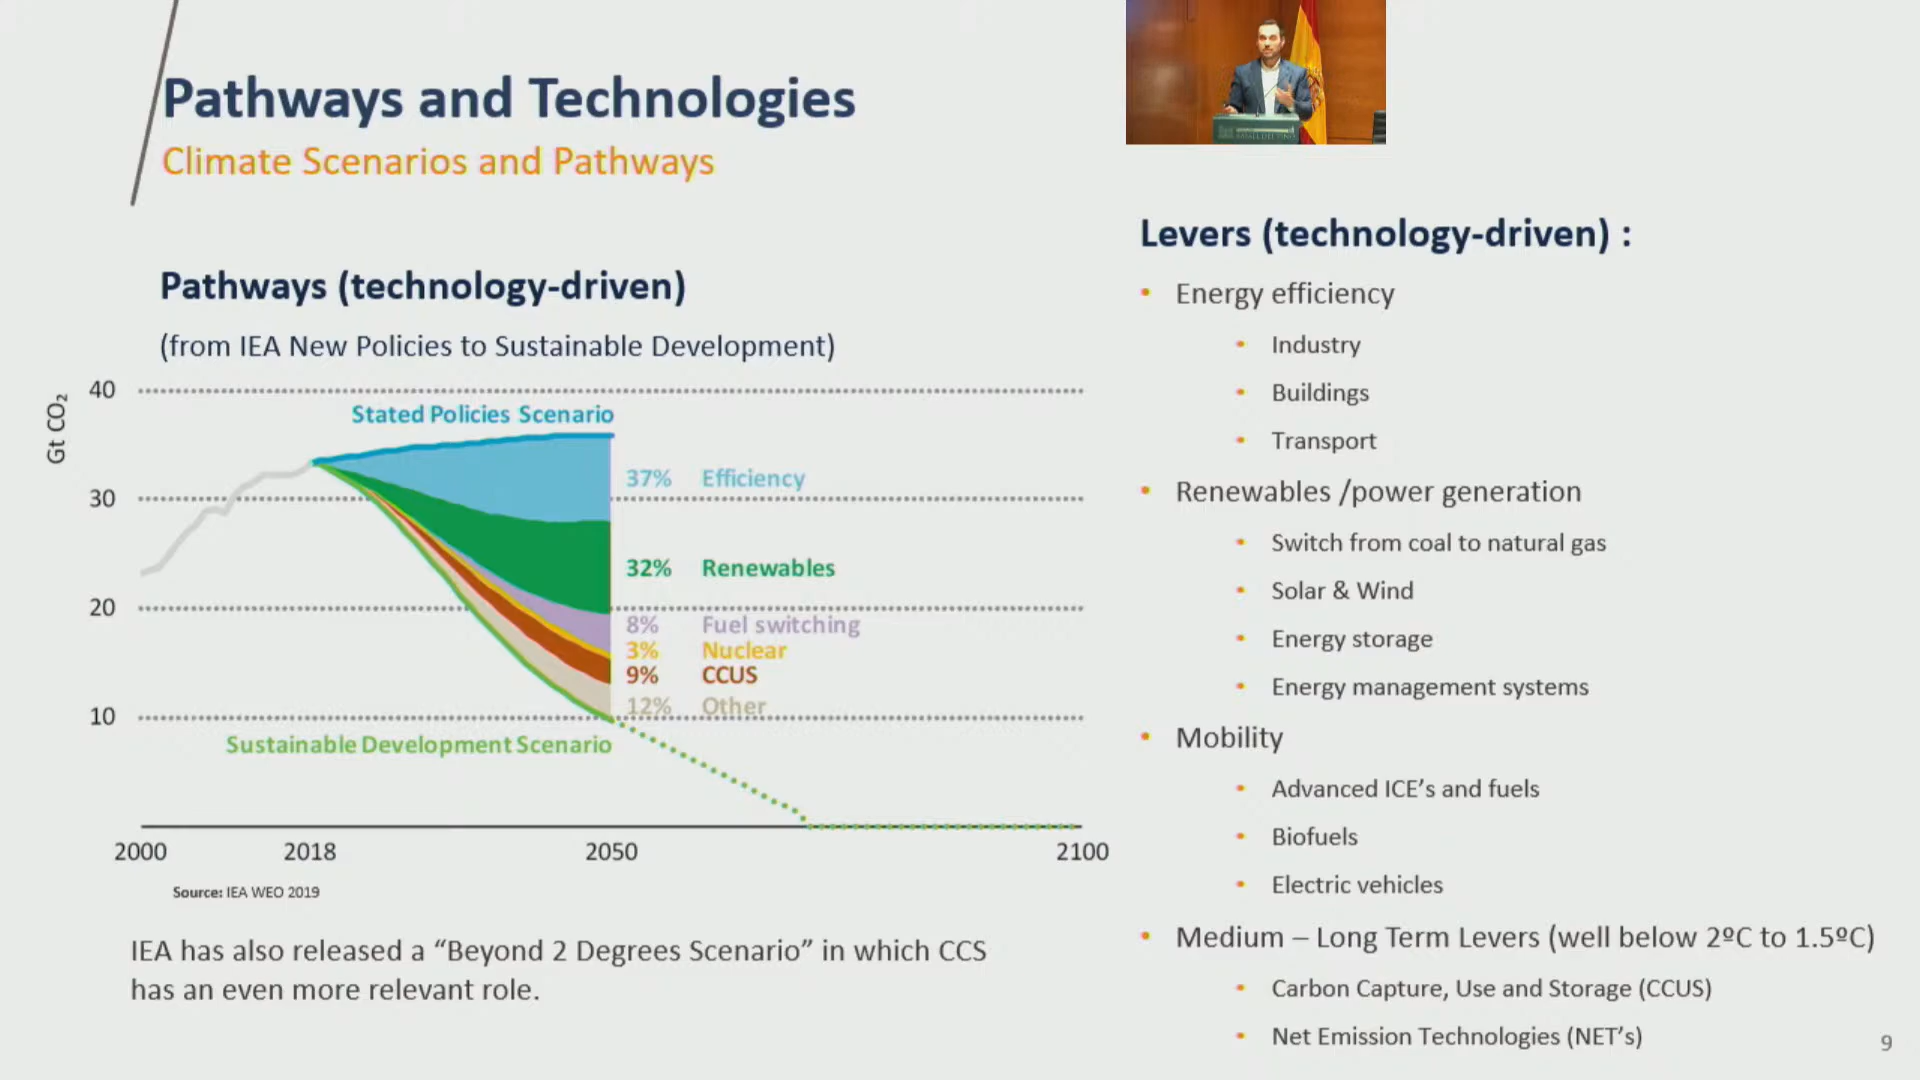 Pathways and Technologies
Climate Scenarios and Pathways
Pathways (technology-driven)
(from IEA New Policies to Sustainable Development)
Gt CO₂
40
30
20
10
Stated Policies Scenario
37% Efficiency
32% Renewables
8% Fuel switching
3% Nuclear
9% CCUS
12% Other
Sustainable Development Scenario
2000 2018 2050 2100
Source: IEA WEO 2019
IEA has also released a “Beyond 2 Degrees Scenario” in which CCS
has an even more relevant role.
Levers (technology-driven) :
• Energy efficiency
• Industry
• Buildings
• Transport
• Renewables /power generation
• Switch from coal to natural gas
• Solar & Wind
• Energy storage
• Energy management systems
• Mobility
• Advanced ICE’s and fuels
• Biofuels
• Electric vehicles
• Medium – Long Term Levers (well below 2ºC to 1.5ºC)
• Carbon Capture, Use and Storage (CCUS)
• Net Emission Technologies (NET’s)
9